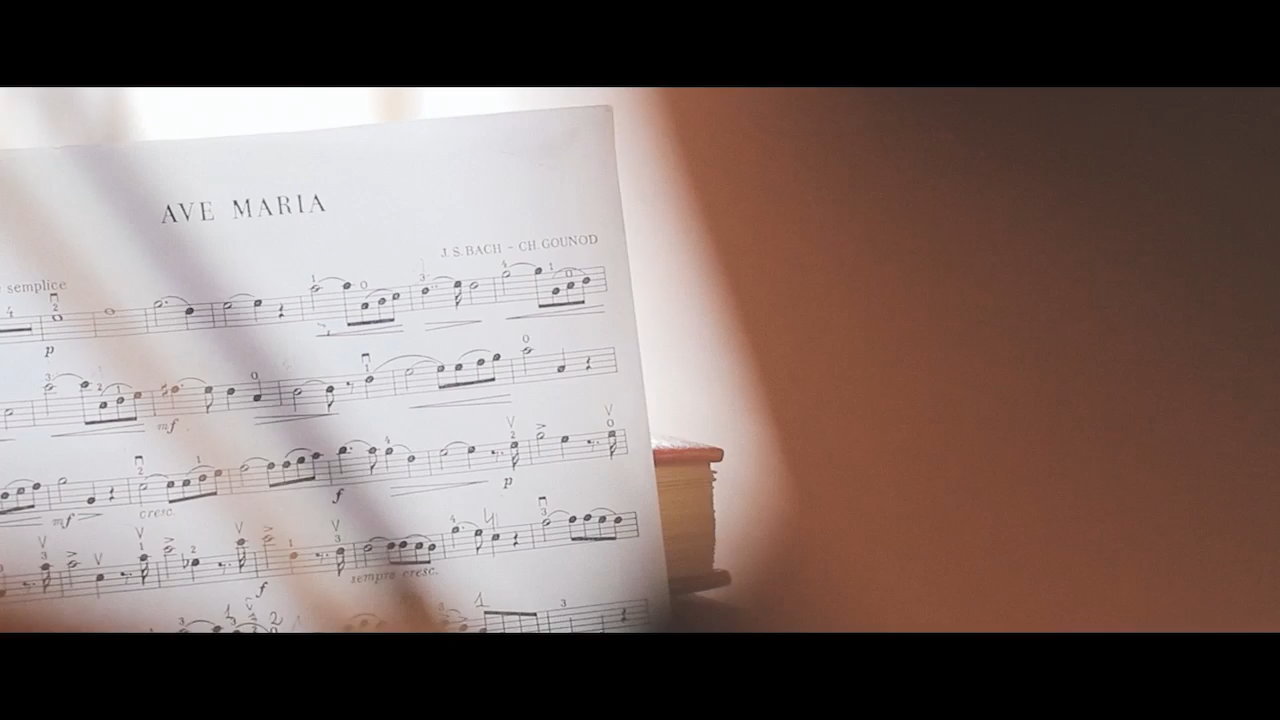 AVE MARIA
J. S. BACH - CH. GOUNOD
semplice
p
mf
p
mf
cresc.
f
f
sempre cresc.